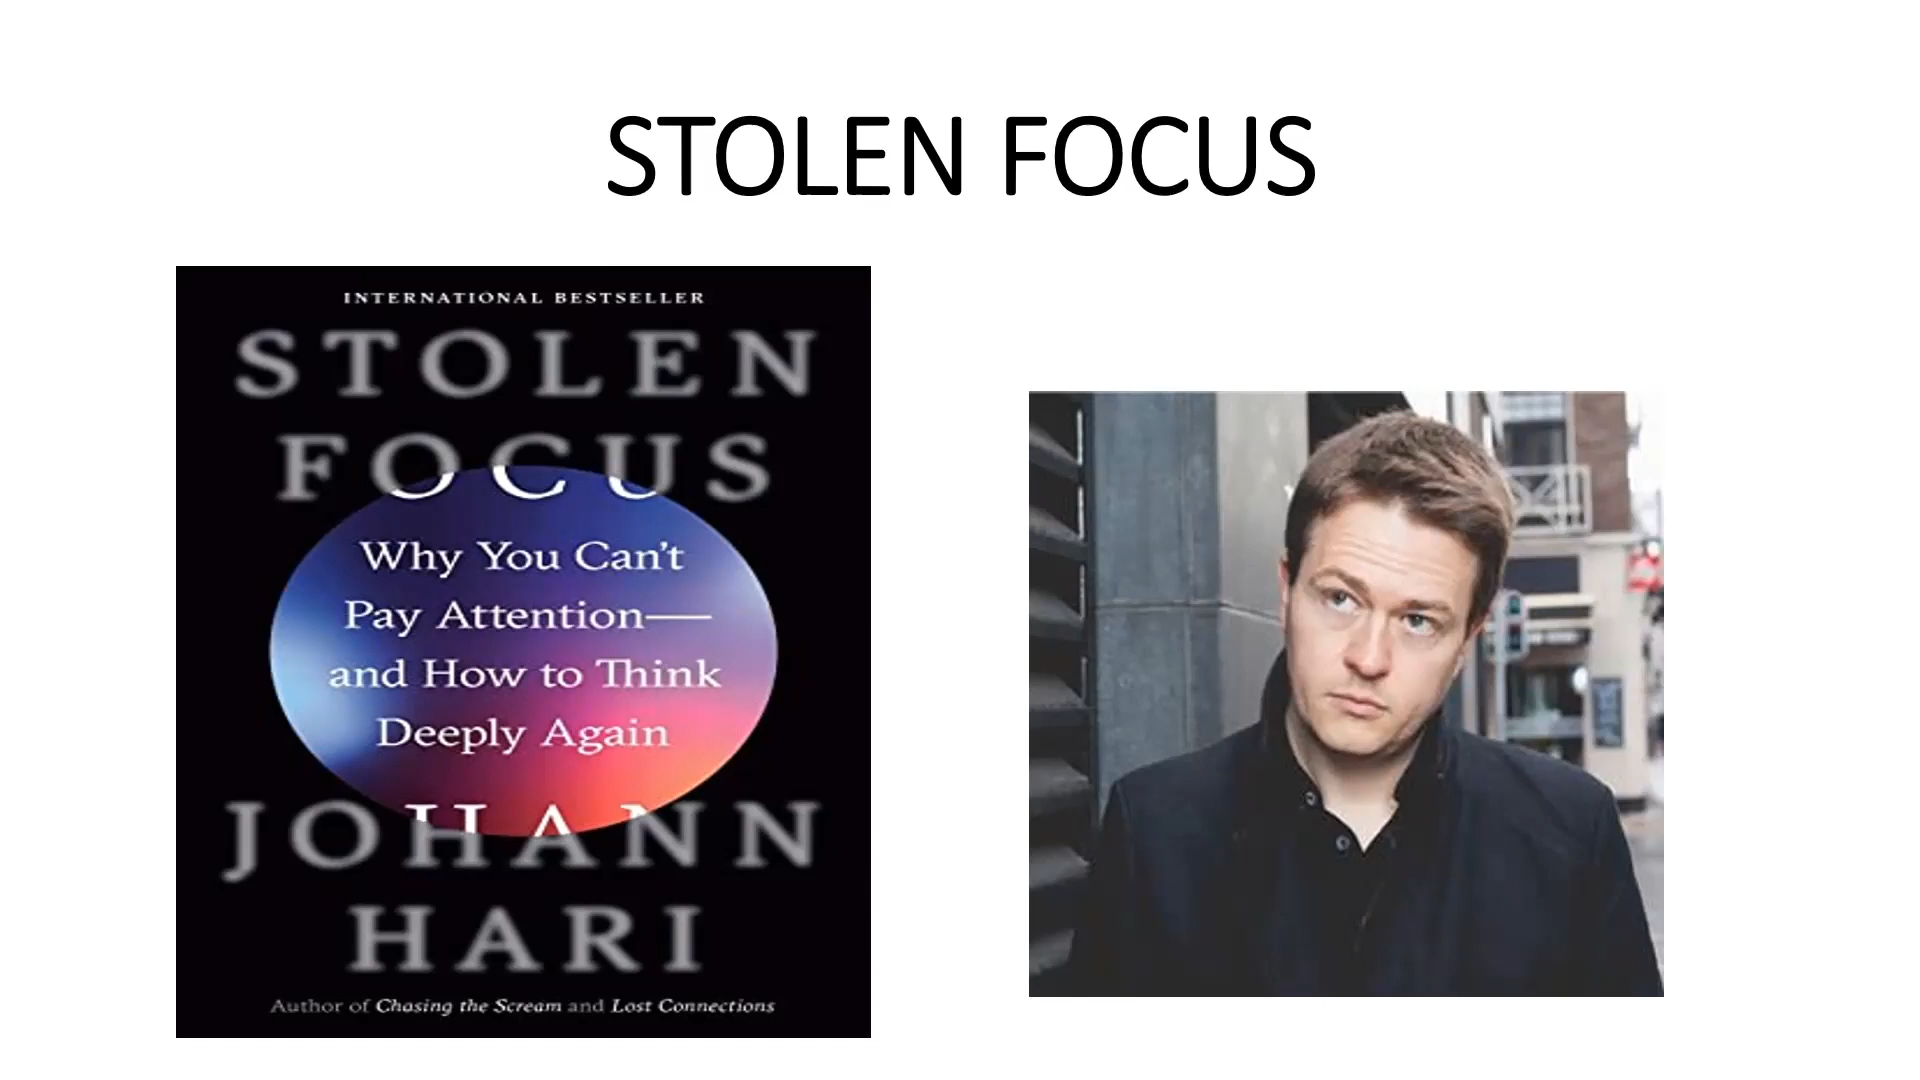 STOLEN FOCUS
INTERNATIONAL BESTSELLER
STOLEN
FOCUS
Why You Can't
Pay Attention—
and How to Think
Deeply Again
JOHANN
HARI
Author of Chasing the Scream and Lost Connections